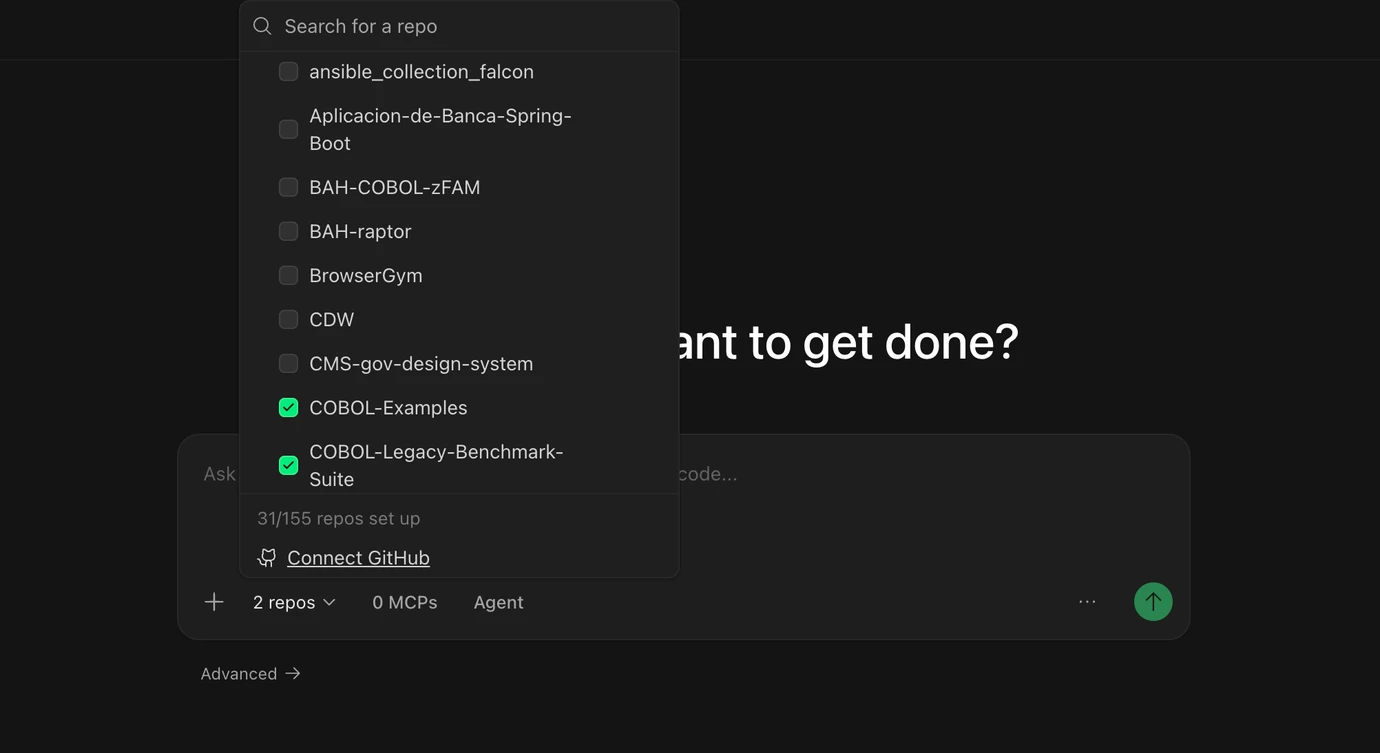 Search for a repo
ansible_collection_falcon
Aplicacion-de-Banca-Spring-
Boot
BAH-COBOL-zFAM
BAH-raptor
BrowserGym
CDW
CMS-gov-design-system
COBOL-Examples
COBOL-Legacy-Benchmark-
Suite
31/155 repos set up
Connect GitHub
ant to get done?
Ask
code...
2 repos
0 MCPs
Agent
...
Advanced →